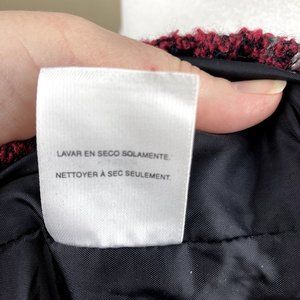 LAVAR EN SECO SOLAMENTE.
NETTOYER À SEC SEULEMENT.